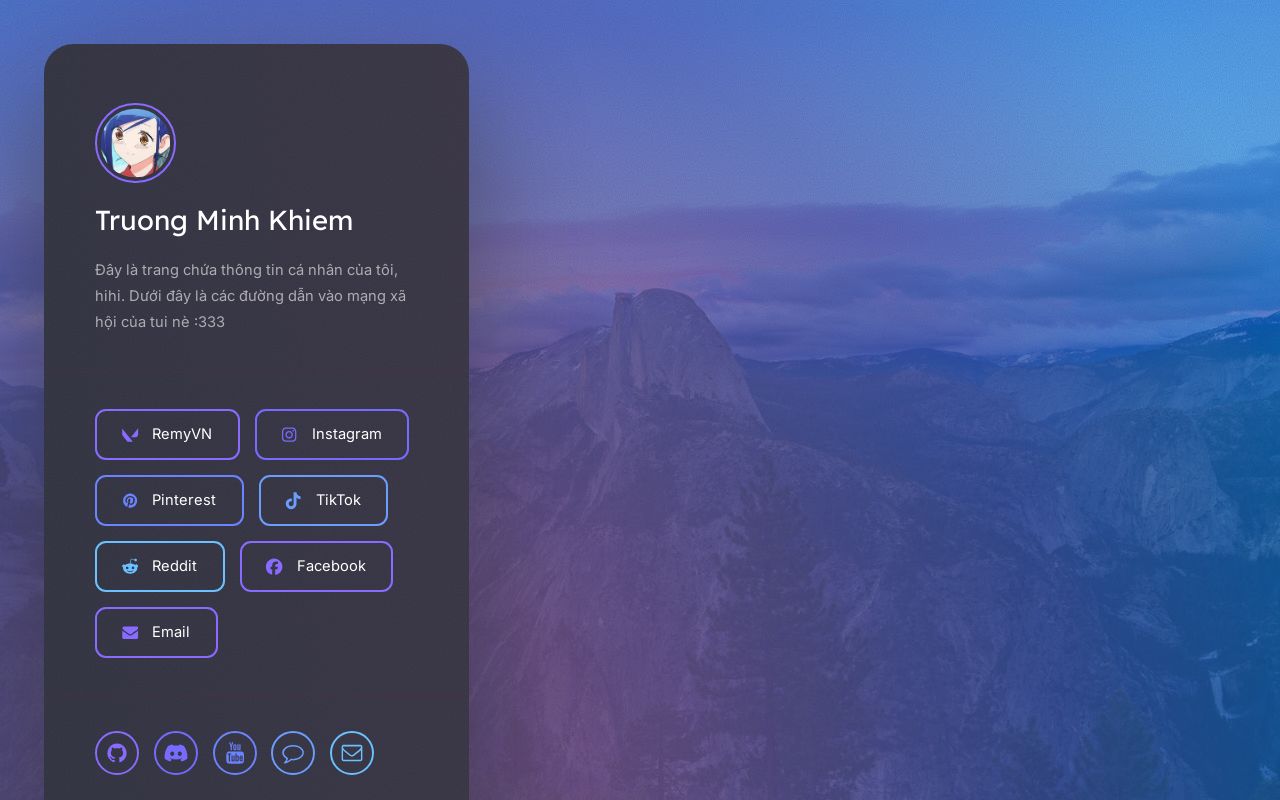 Truong Minh Khiem
Đây là trang chứa thông tin cá nhân của tôi,
hihi. Dưới đây là các đường dẫn vào mạng xã
hội của tui nè :333
RemyVN
Instagram
Pinterest
TikTok
Reddit
Facebook
Email
You
Tube